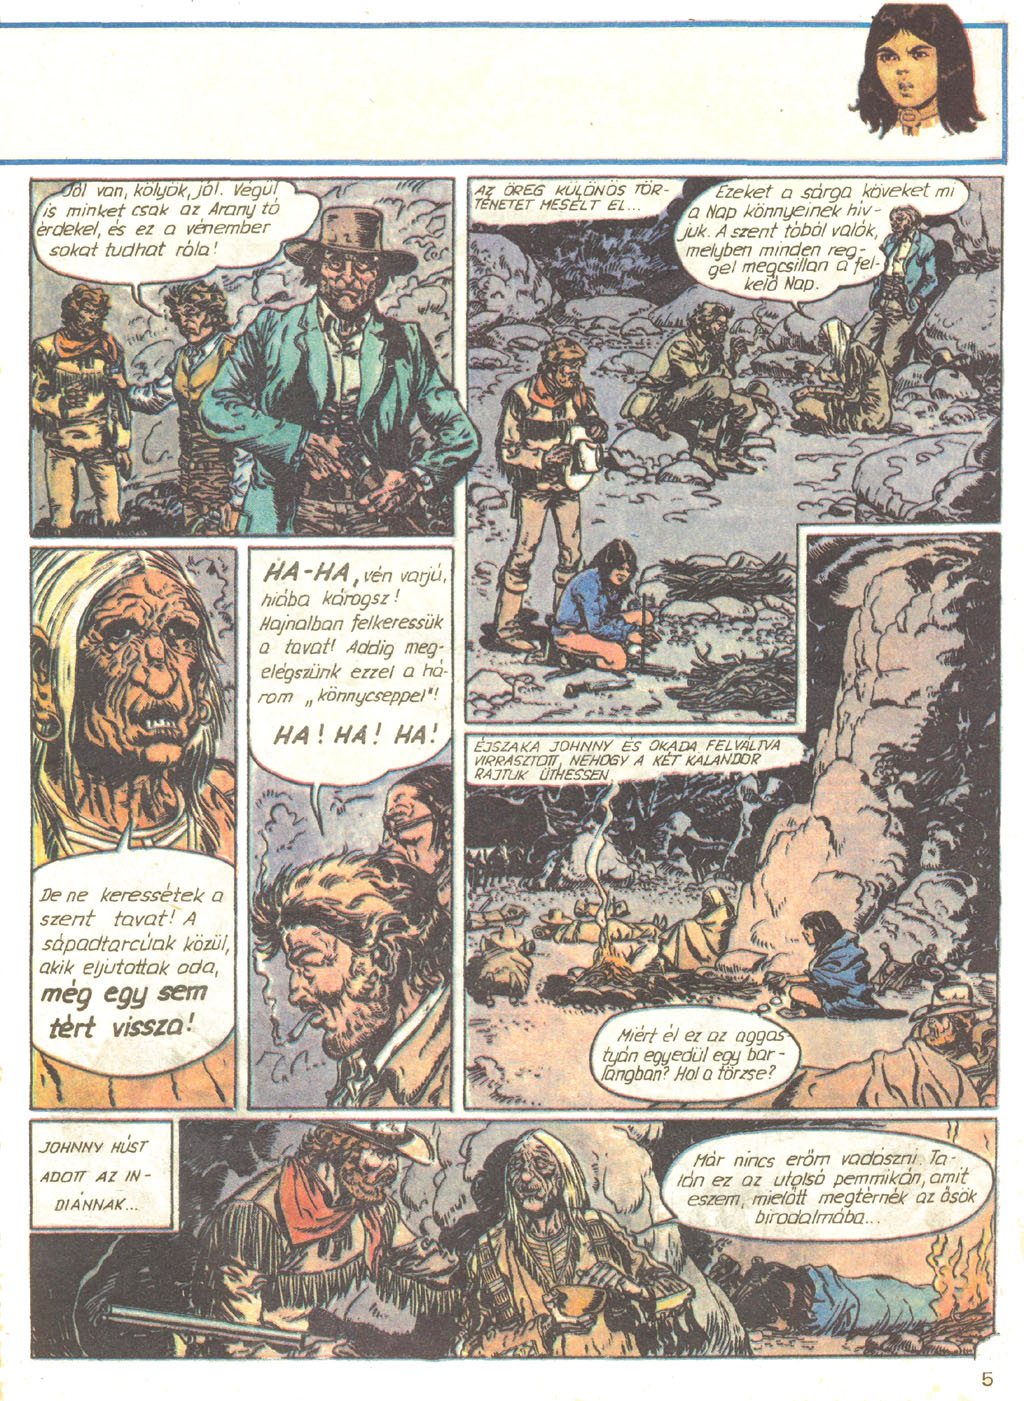 Jól van, kölyök, jól. Végül
is minket csak az Arany tó
érdekel, és ez a vénember
sokat tudhat róla!
AZ ÖREG KÜLÖNÖS TÖR-
TÉNETET MESÉLT EL...
Ezeket a sárga köveket mi
a Nap könnyeinek hív-
juk. A szent tóból valók,
melyben minden reg-
gel megcsillan a fel-
kelő Nap.
De ne keressétek a
szent tavat! A
sápadtarcúak közül,
akik eljutottak oda,
még egy sem
tért vissza!
HA-HA, vén varjú,
hiába károgsz!
Hajnalban felkeressük
a tavat! Addig meg-
elégszünk ezzel a há-
rom „könnycseppel"!
HA! HA! HA!
ÉJSZAKA JOHNNY ÉS OKADA FELVÁLTVA
VIRRASZTOTT, NEHOGY A KÉT KALANDOR
RAJTUK ÜTHESSEN.
Miért él ez az aggas-
tyán egyedül egy bar-
langban? Hol a törzse?
JOHNNY HÚST
ADOTT AZ IN-
DIÁNNAK...
Már nincs erőm vadászni. Ta-
lán ez az utolsó pemmikán, amit
eszem, mielőtt megtérnék az ősök
birodalmába...
5